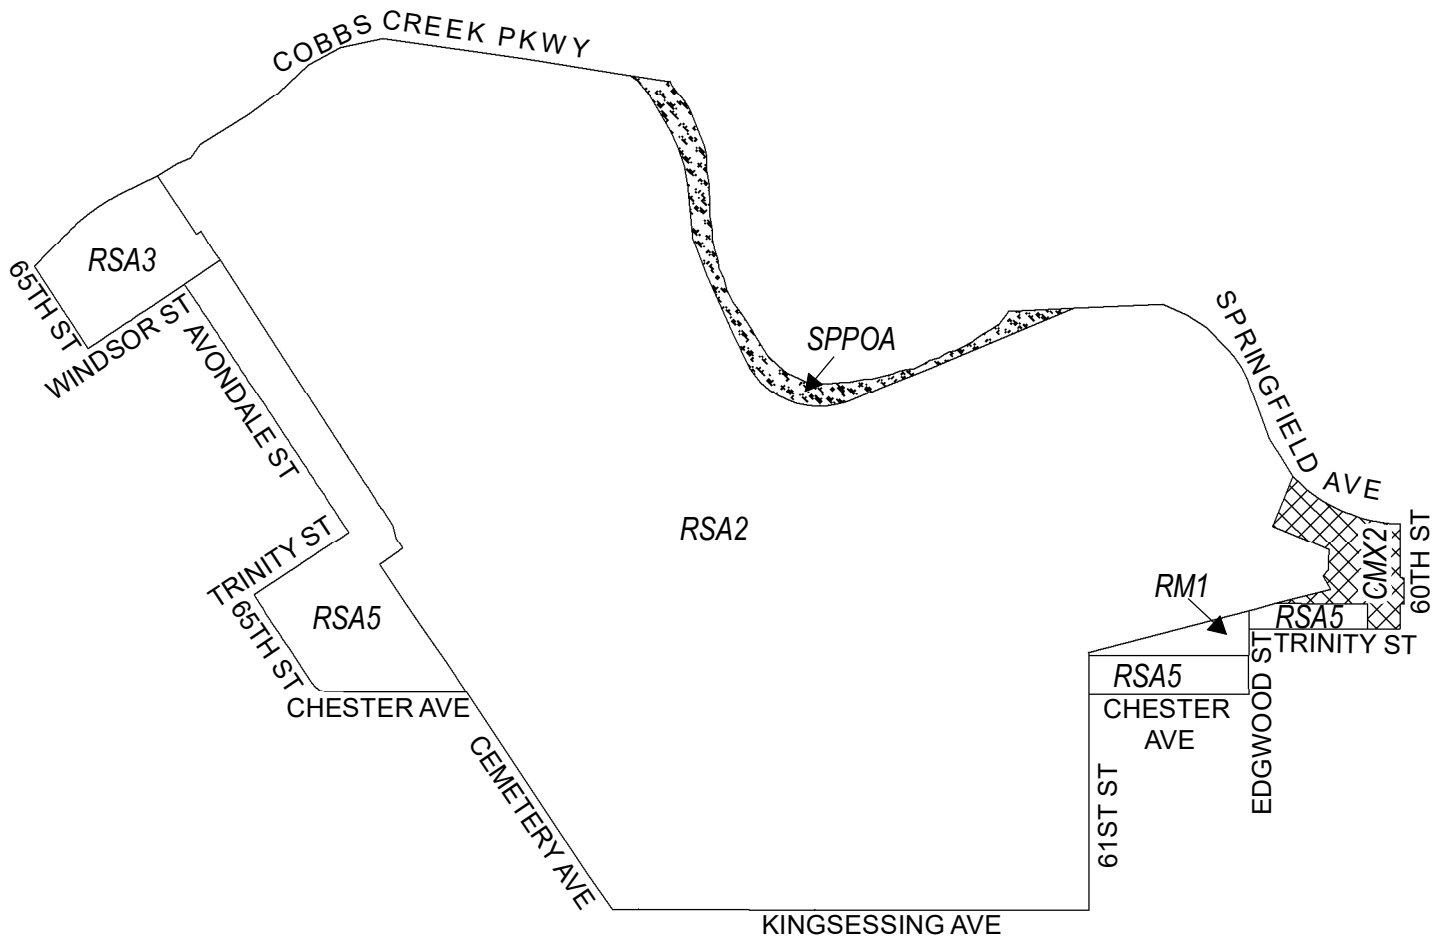 COBBS CREEK PKWY
RSA3
65TH ST
WINDSOR ST
AVONDALE ST
SPPOA
SPRINGFIELD AVE
TRINITY ST
RSA2
CMX2
60TH ST
RM1
65TH ST
RSA5
RSA5
TRINITY ST
RSA5
CHESTER AVE
CHESTER
AVE
EDGWOOD ST
CEMETERY AVE
61ST ST
KINGSESSING AVE